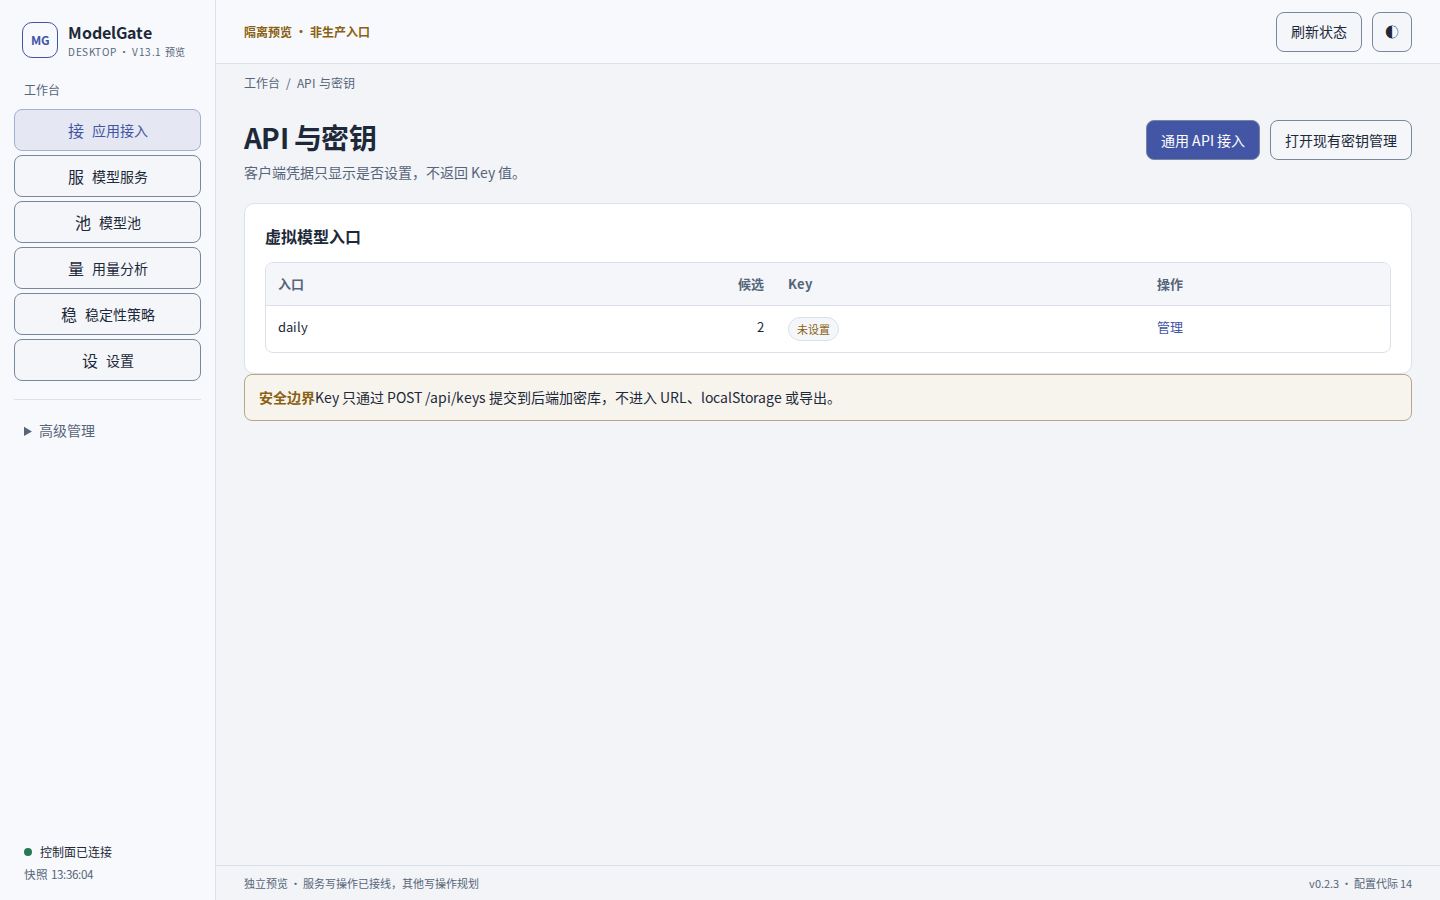 MG
ModelGate
DESKTOP · V13.1 预览
工作台
接 应用接入
服 模型服务
池 模型池
量 用量分析
稳 稳定性策略
设 设置
高级管理
控制面已连接
快照 13:36:04
隔离预览 · 非生产入口
刷新状态
工作台 / API 与密钥
API 与密钥
客户端凭据只显示是否设置，不返回 Key 值。
通用 API 接入
打开现有密钥管理
虚拟模型入口
入口 候选 Key 操作
daily 2 未设置 管理
安全边界Key 只通过 POST /api/keys 提交到后端加密库，不进入 URL、localStorage 或导出。
独立预览 · 服务写操作已接线，其他写操作规划
v0.2.3 · 配置代际 14